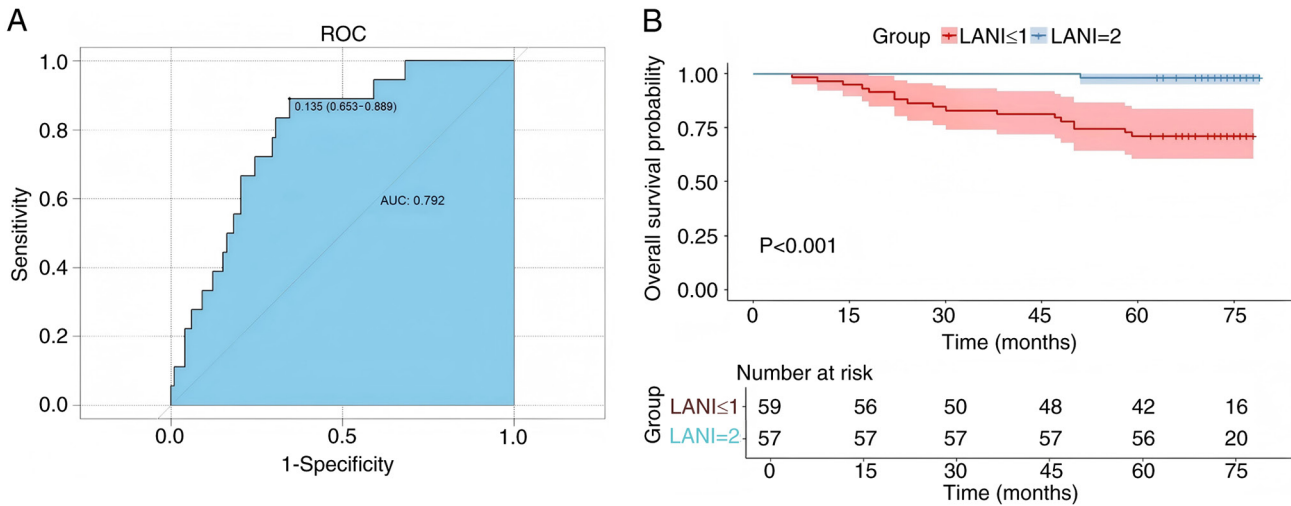 A
ROC
1.0
0.8
0.6
0.4
0.2
0.0
Sensitivity
0.135 (0.653-0.889)
AUC: 0.792
0.0 0.5 1.0
1-Specificity
B
Group LANI≤1 LANI=2
1.00
0.75
0.50
0.25
0.00
Overall survival probability
P<0.001
0 15 30 45 60 75
Time (months)
Number at risk
Group
LANI≤1 59 56 50 48 42 16
LANI=2 57 57 57 57 56 20
0 15 30 45 60 75
Time (months)